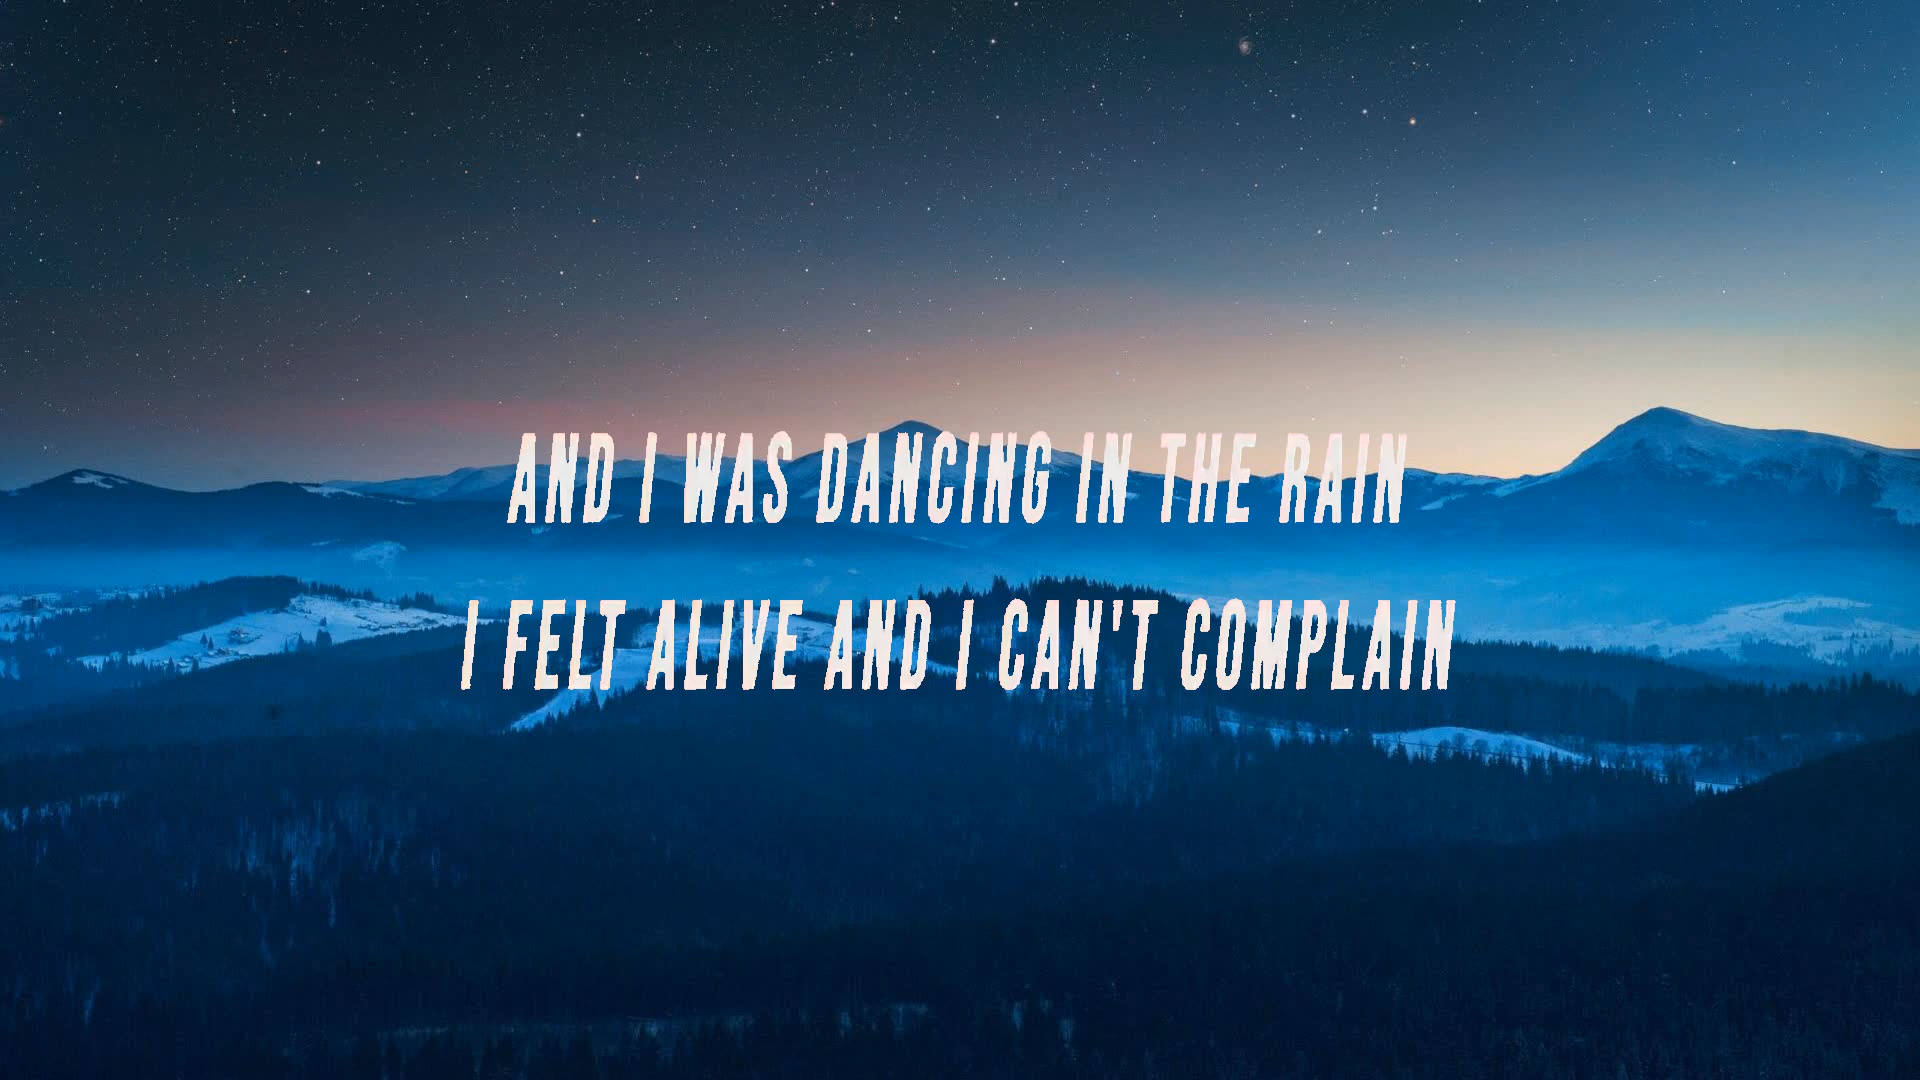 AND I WAS DANCING IN THE RAIN
I FELT ALIVE AND I CAN'T COMPLAIN